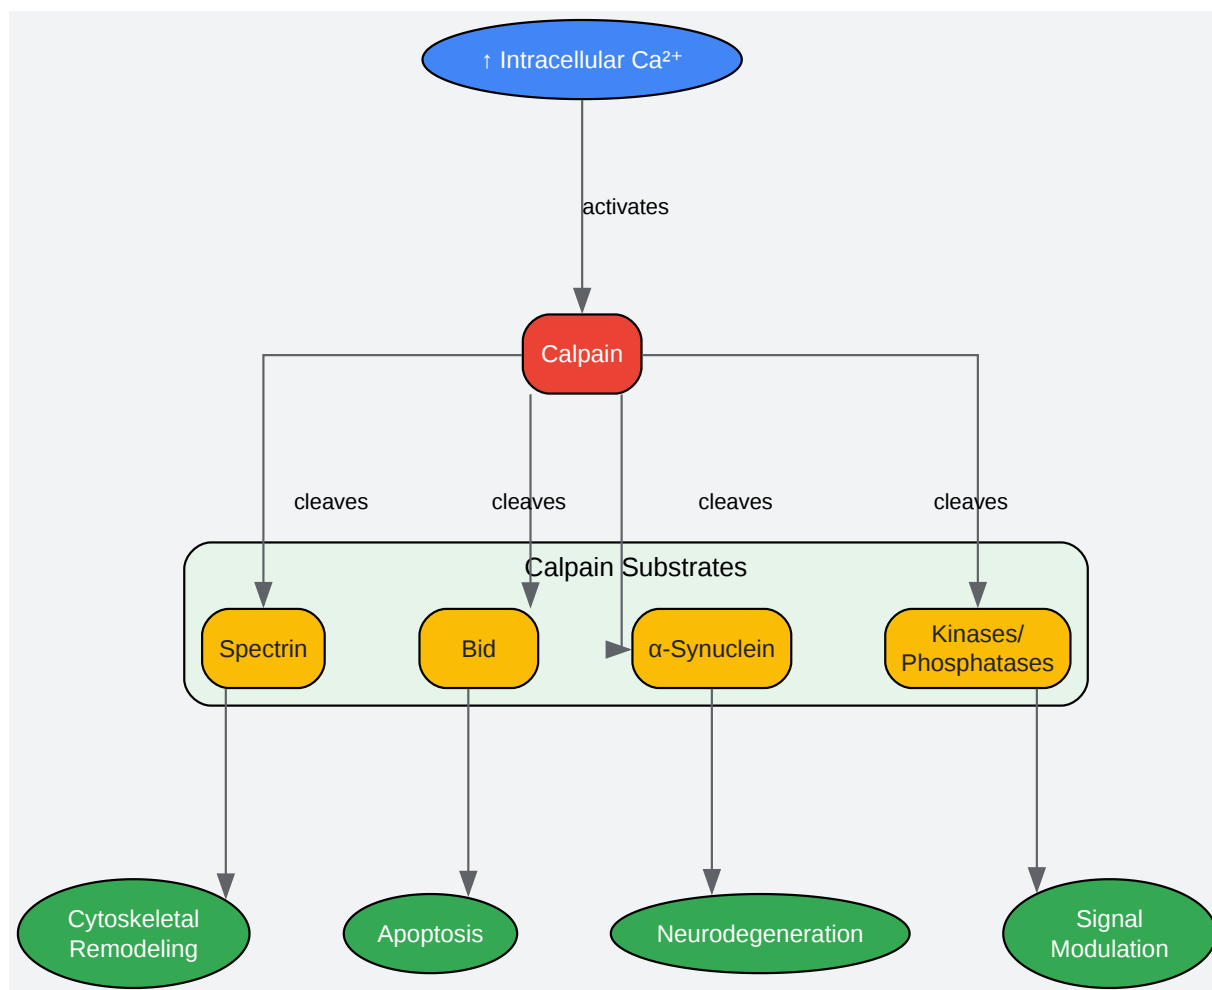 ↑ Intracellular Ca²⁺
activates
Calpain
cleaves
cleaves
cleaves
cleaves
Calpain Substrates
Spectrin
Bid
α-Synuclein
Kinases/
Phosphatases
Cytoskeletal
Remodeling
Apoptosis
Neurodegeneration
Signal
Modulation